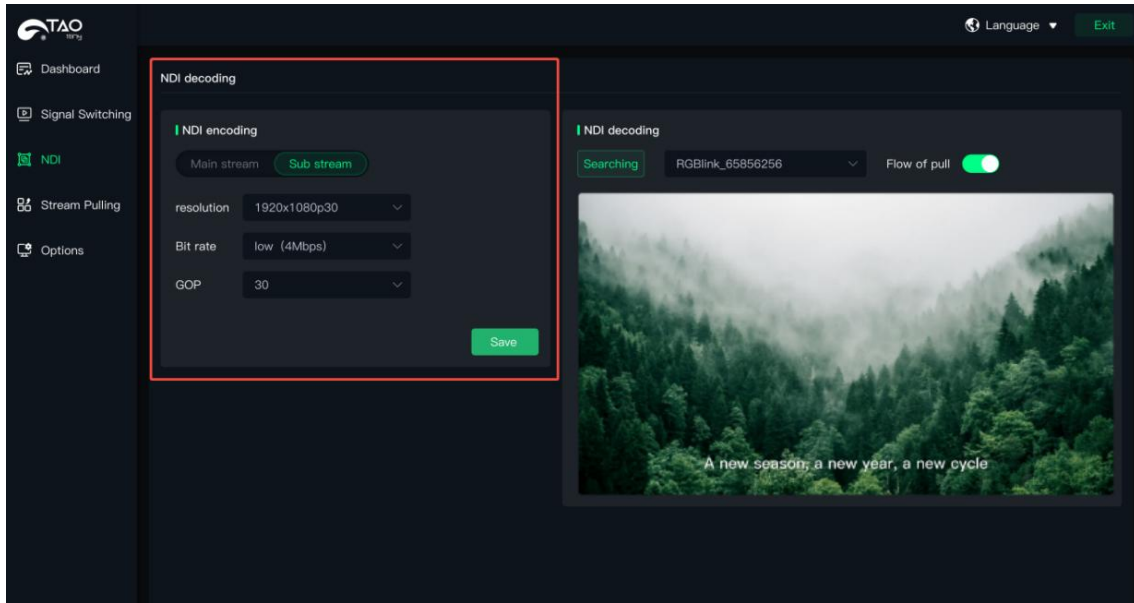 TAO
tiny
Language
Exit
Dashboard
Signal Switching
NDI
Stream Pulling
Options
NDI decoding
NDI encoding
Main stream
Sub stream
resolution
1920x1080p30
Bit rate
low (4Mbps)
GOP
30
Save
NDI decoding
Searching
RGBlink_65856256
Flow of pull
A new season, a new year, a new cycle